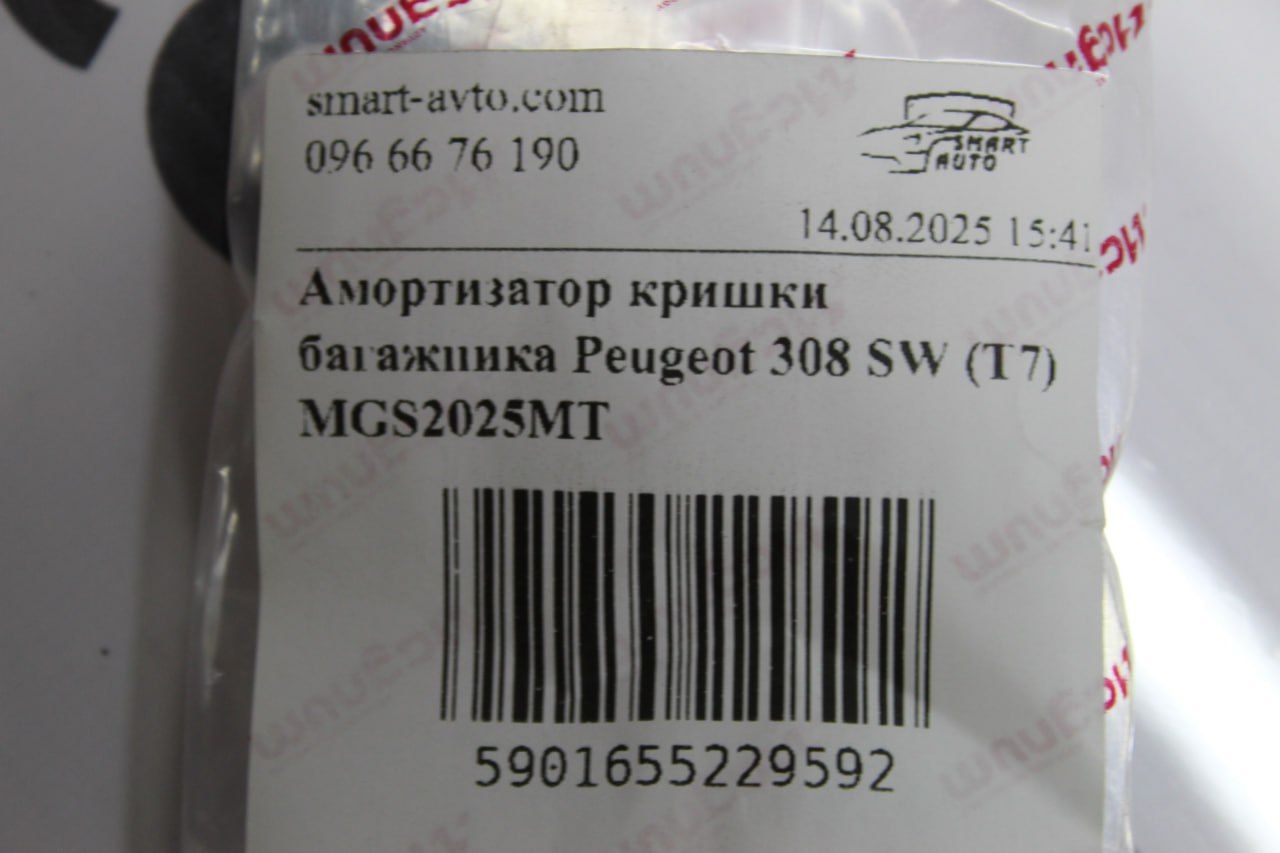 smart-avto.com
096 66 76 190
SMART
AUTO
14.08.2025 15:41
Амортизатор кришки
багажника Peugeot 308 SW (T7)
MGS2025MT
5901655229592